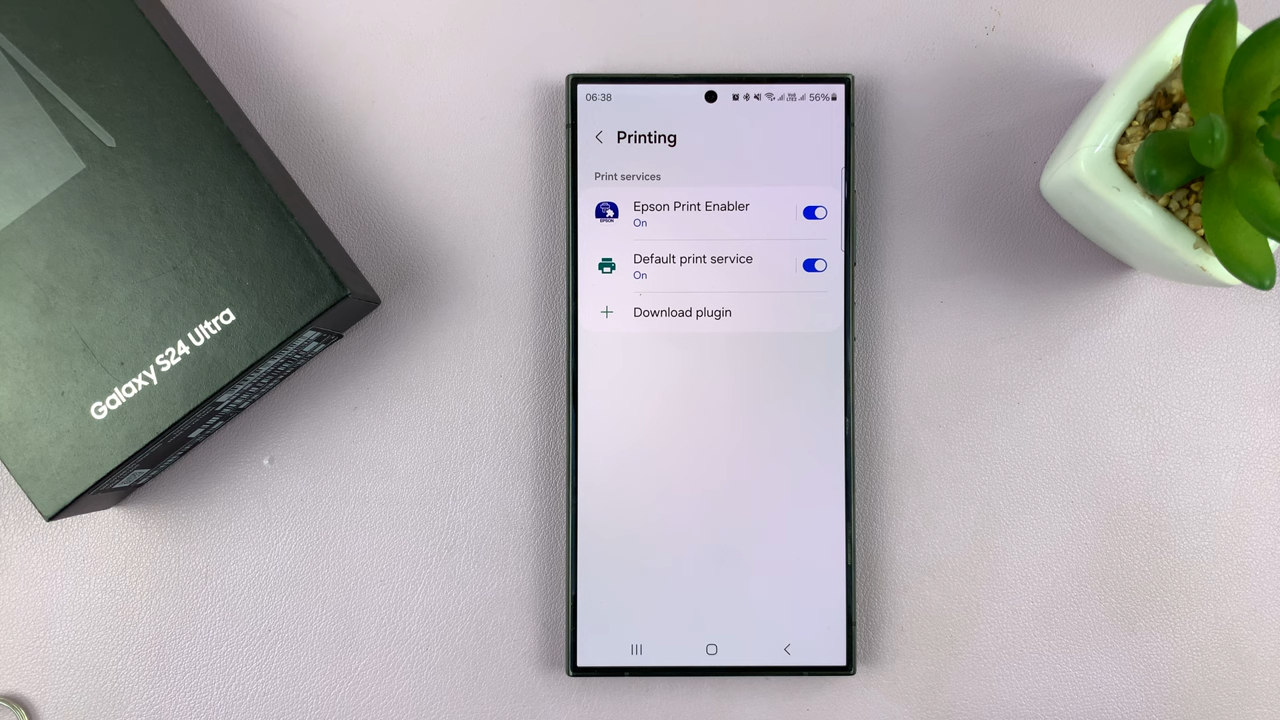 Galaxy S24 Ultra
06:38
56%
Printing
Print services
Epson Print Enabler
On
EPSON
Default print service
On
Download plugin